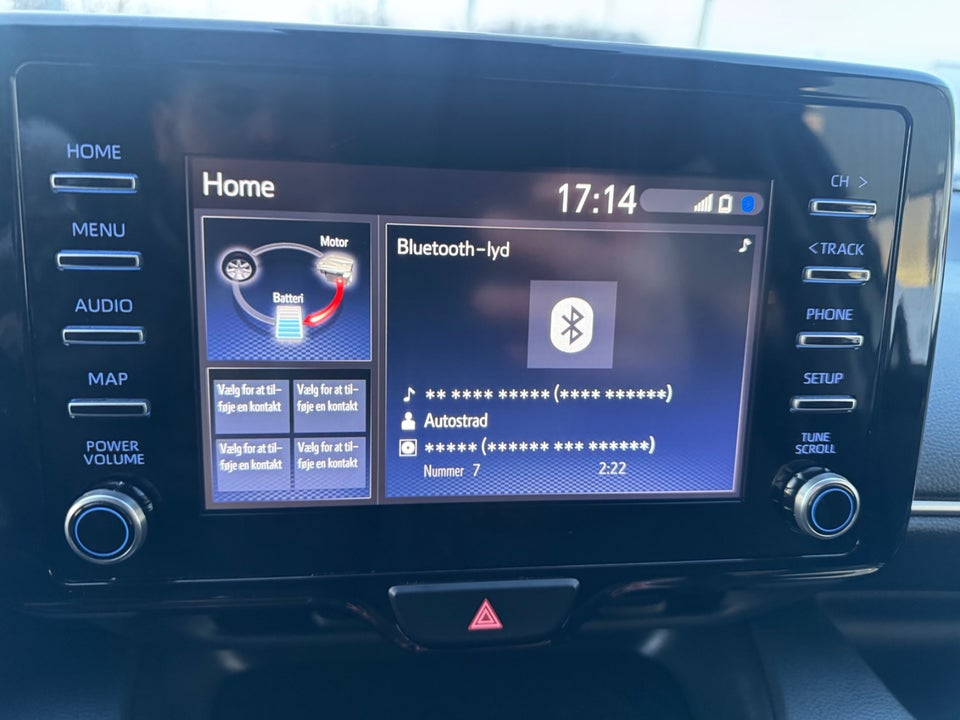 HOME
MENU
AUDIO
MAP
POWER
VOLUME
Home
17:14
Motor
Batteri
Vælg for at til-
føje en kontakt
Vælg for at til-
føje en kontakt
Vælg for at til-
føje en kontakt
Vælg for at til-
føje en kontakt
Bluetooth-lyd
** **** ***** (**** ******)
Autostrad
***** (****** *** ******)
Nummer 7 2:22
CH >
< TRACK
PHONE
SETUP
TUNE
SCROLL